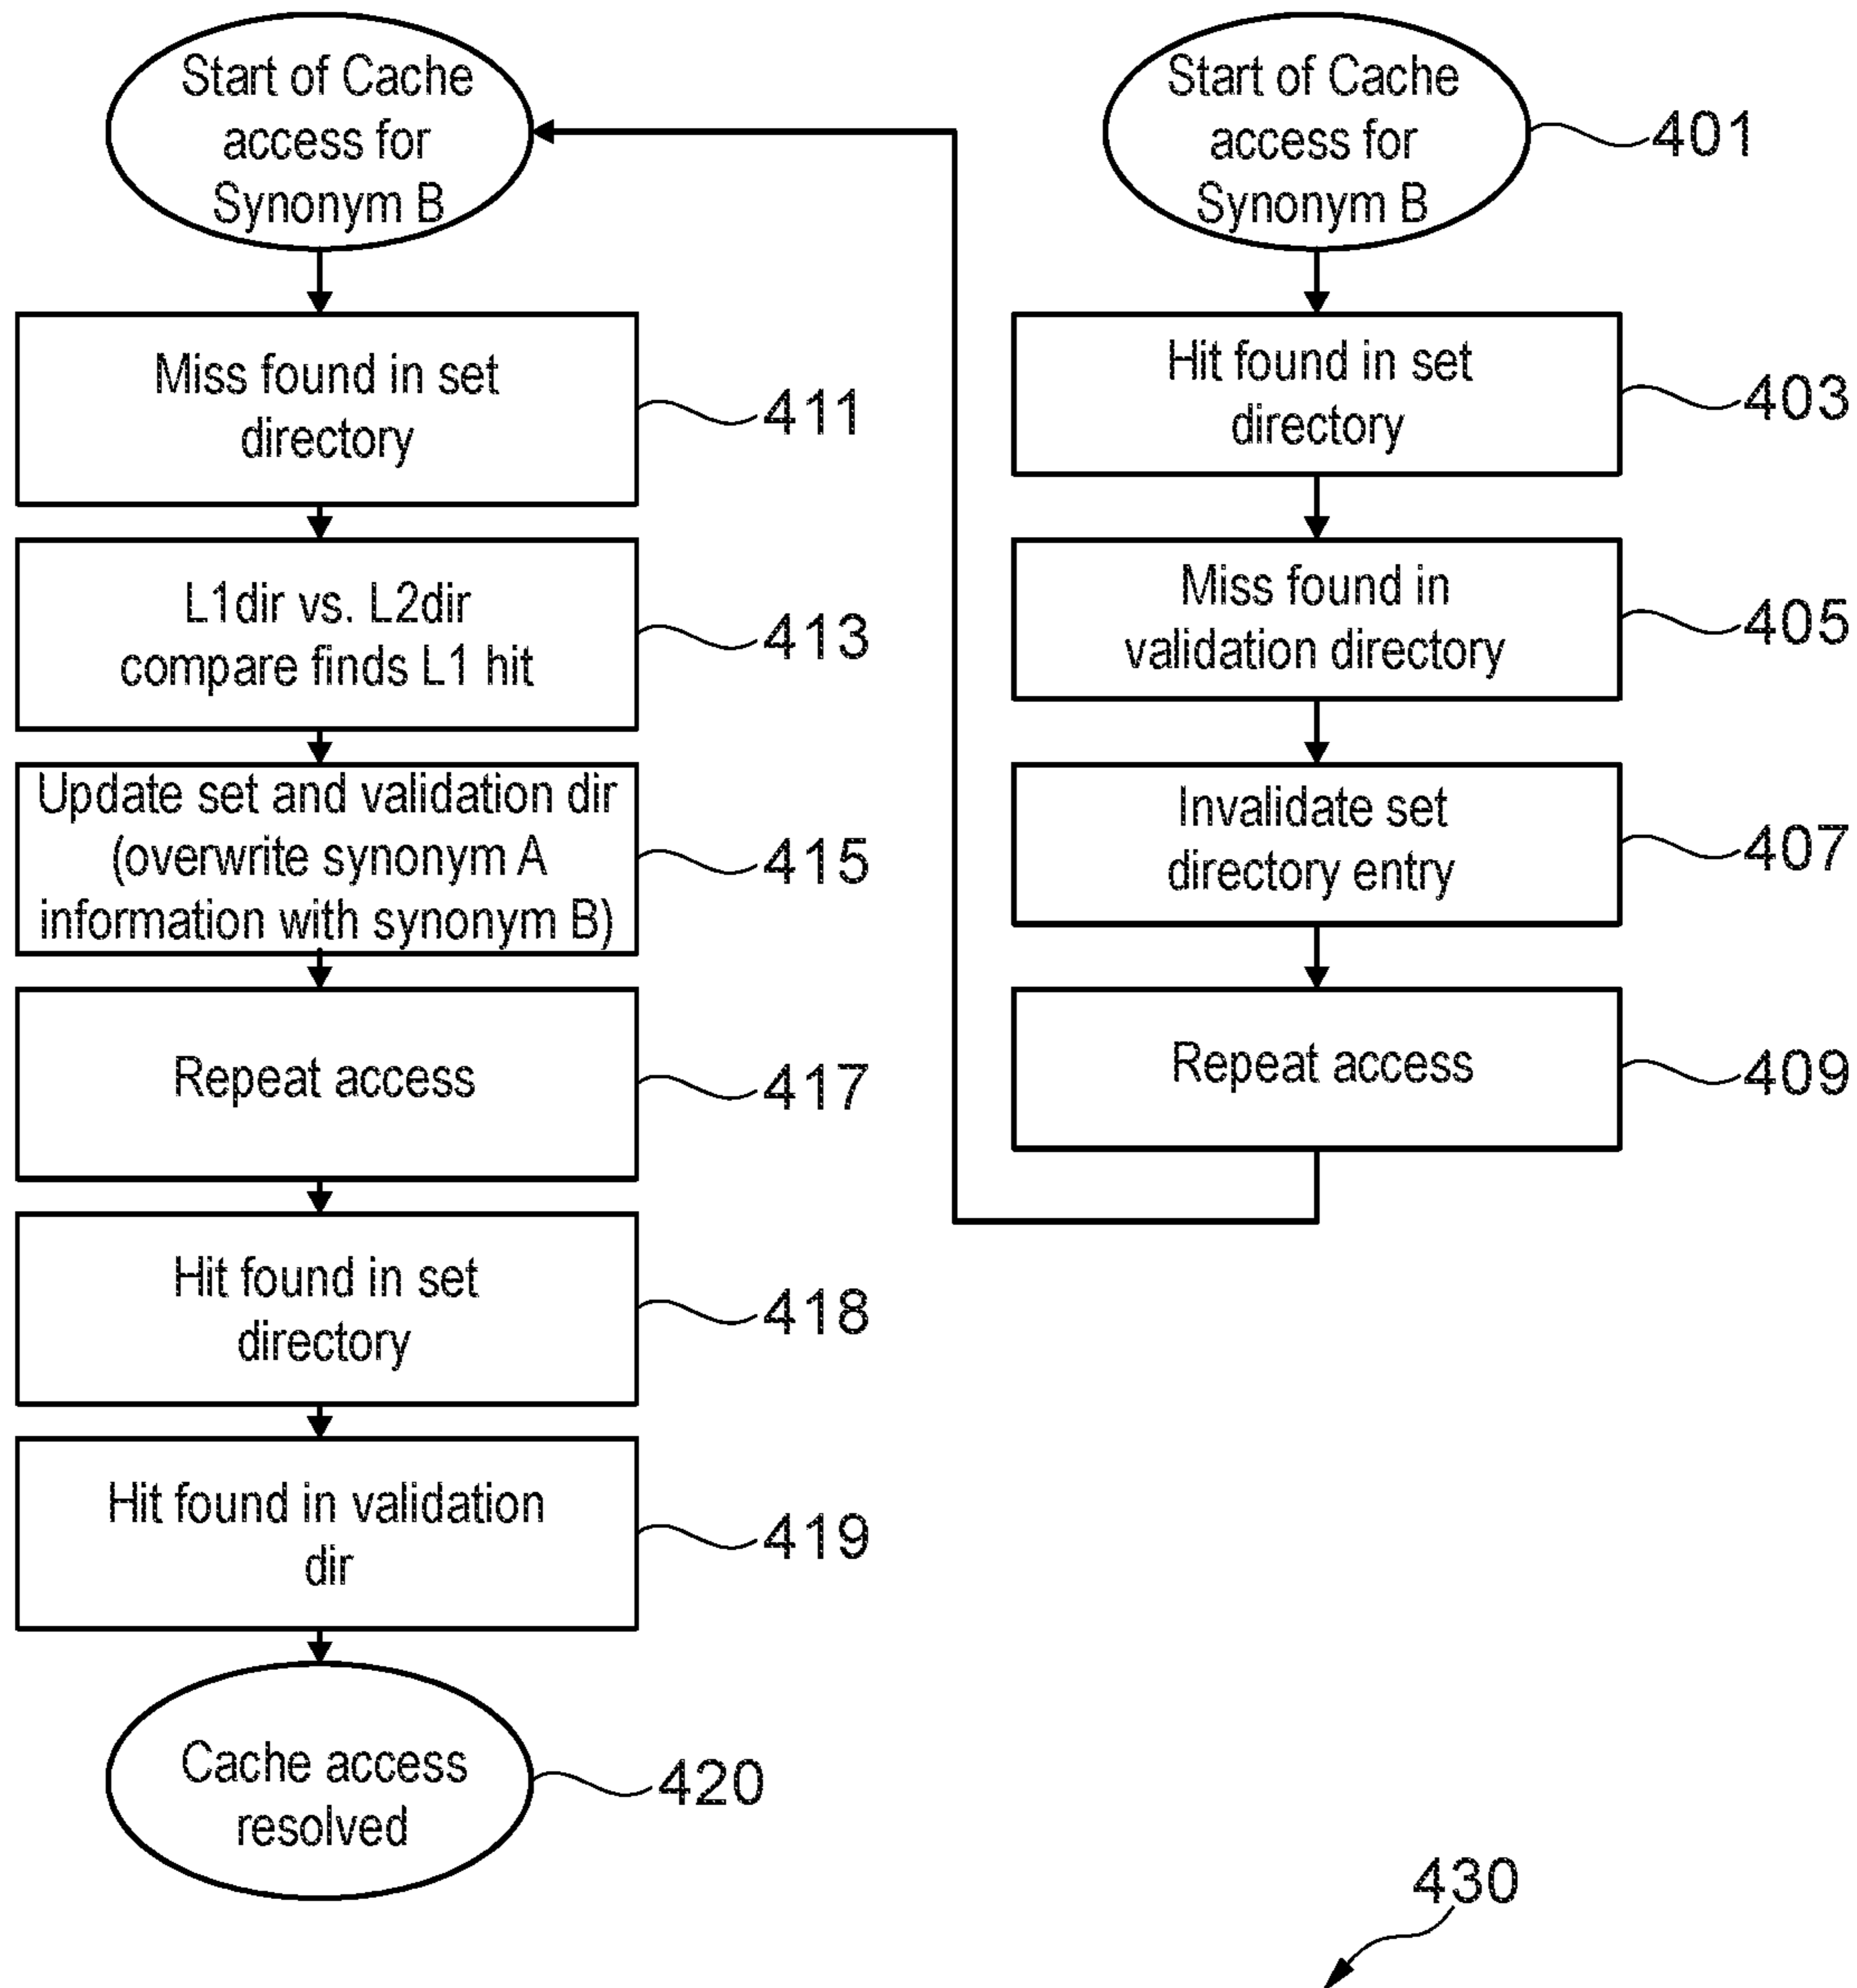 Start of Cache
access for
Synonym B
Miss found in set
directory
411
L1dir vs. L2dir
compare finds L1 hit
413
Update set and validation dir
(overwrite synonym A
information with synonym B)
415
Repeat access
417
Hit found in set
directory
418
Hit found in validation
dir
419
Cache access
resolved
420
Start of Cache
access for
Synonym B
401
Hit found in set
directory
403
Miss found in
validation directory
405
Invalidate set
directory entry
407
Repeat access
409
430